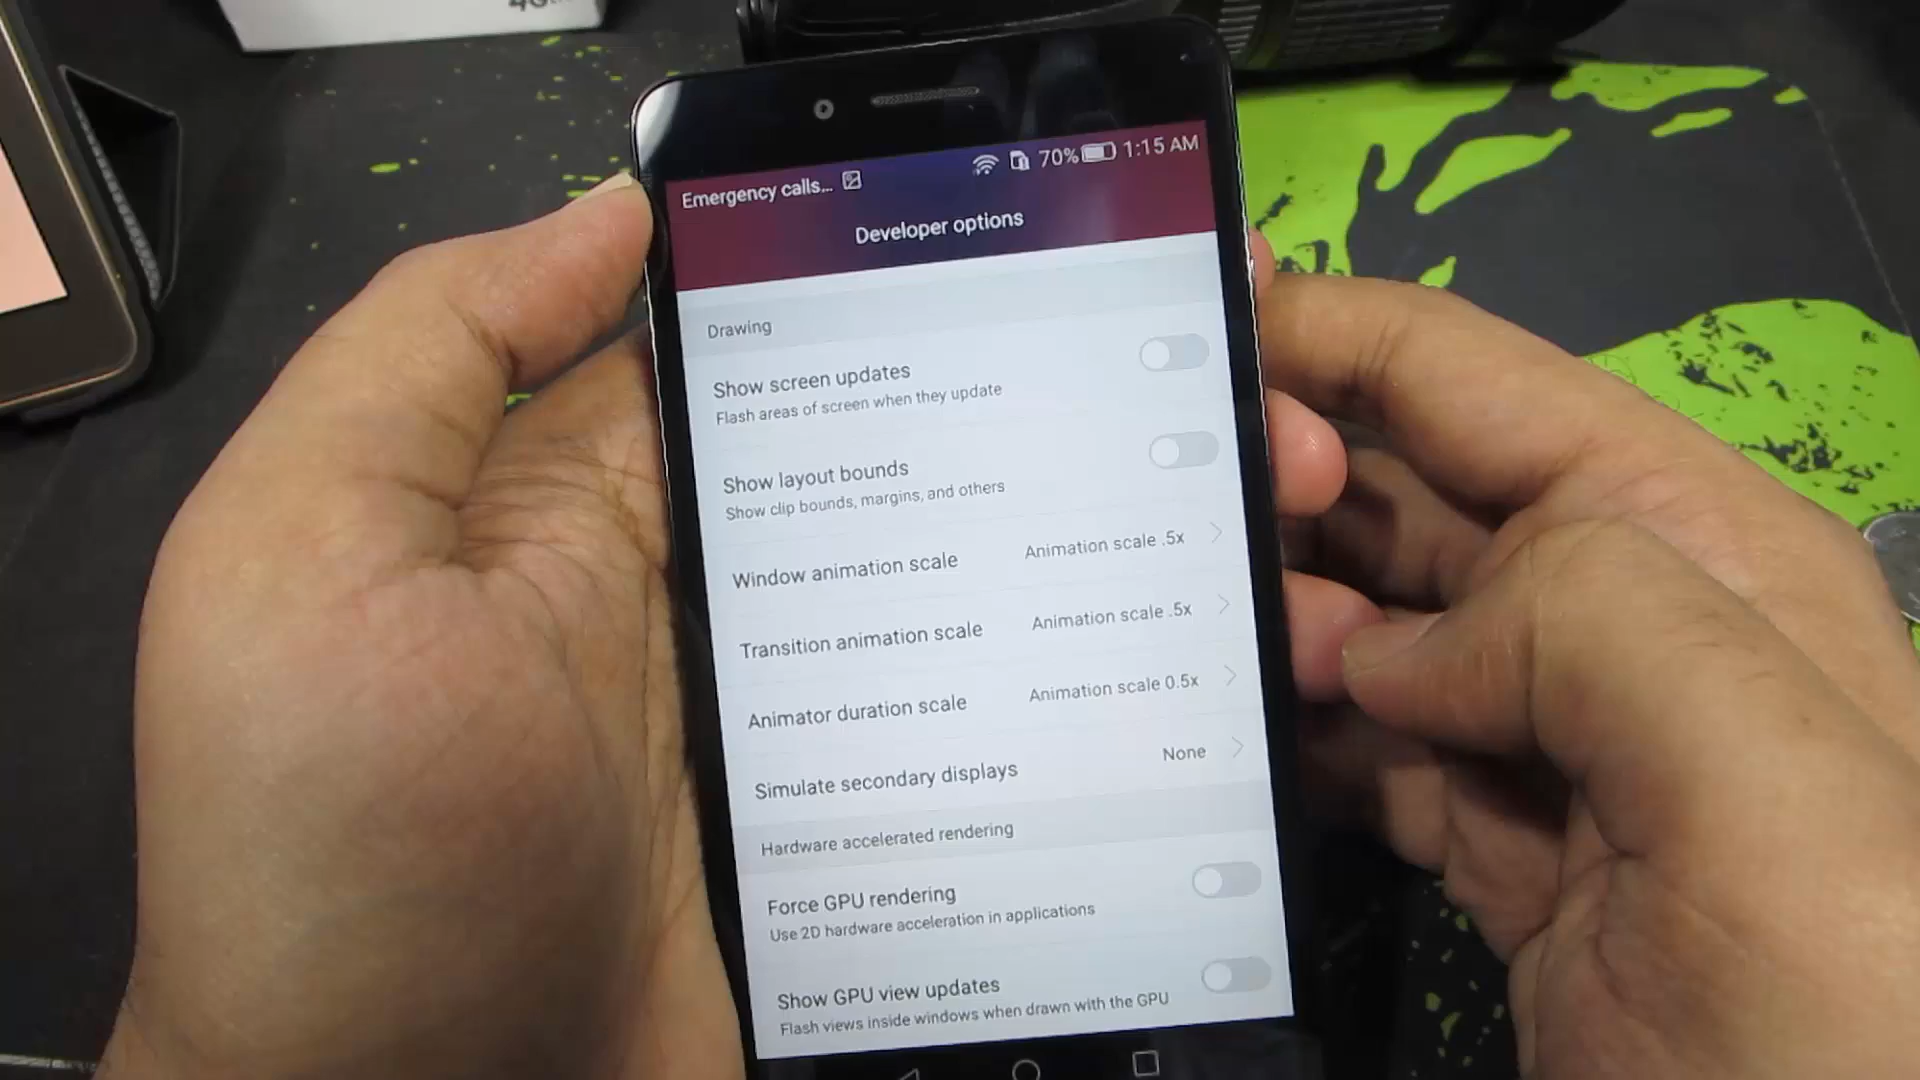 Emergency calls... 70% 1:15 AM
Developer options
Drawing
Show screen updates
Flash areas of screen when they update
Show layout bounds
Show clip bounds, margins, and others
Window animation scale Animation scale .5x
Transition animation scale Animation scale .5x
Animator duration scale Animation scale 0.5x
Simulate secondary displays None
Hardware accelerated rendering
Force GPU rendering
Use 2D hardware acceleration in applications
Show GPU view updates
Flash views inside windows when drawn with the GPU